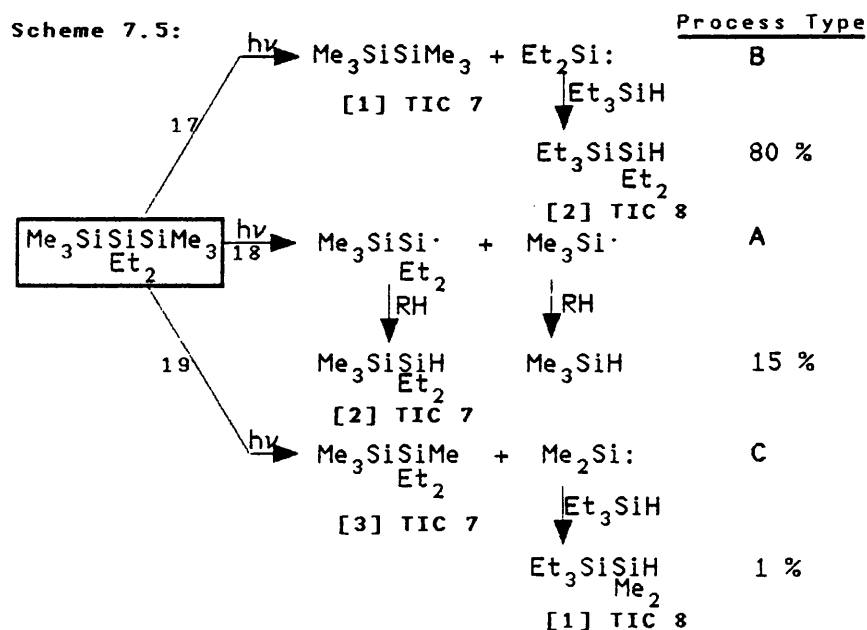 Scheme 7.5:
Process Type
hν
Me₃SiSiMe₃ + Et₂Si: B
[1] TIC 7
Et₃SiH
17
Et₃SiSiH 80 %
Et₂
[2] TIC 8
Me₃SiSiSiMe₃
Et₂
hν
18
Me₃SiSi· + Me₃Si· A
Et₂
RH RH
19
Me₃SiSiH Me₃SiH 15 %
Et₂
[2] TIC 7
hν
Me₃SiSiMe + Me₂Si: C
Et₂
[3] TIC 7
Et₃SiH
Et₃SiSiH 1 %
Me₂
[1] TIC 8